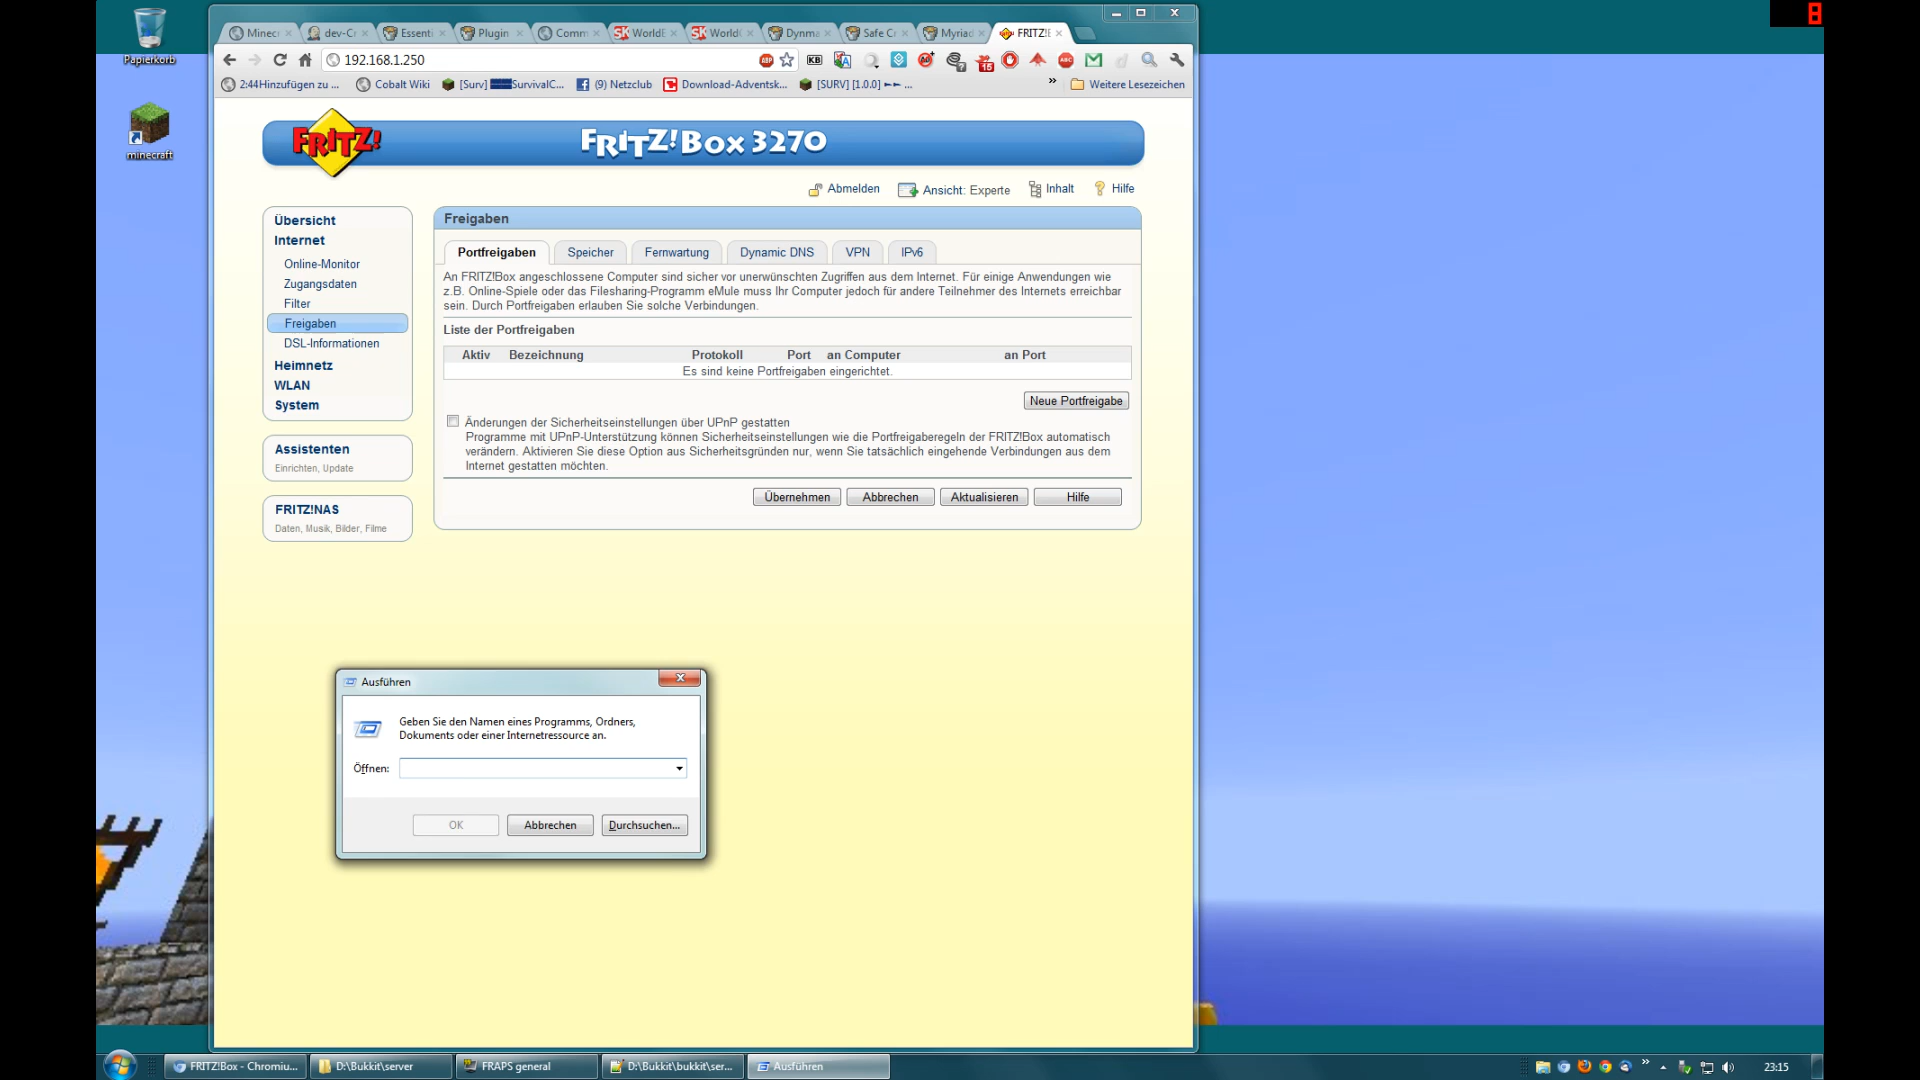 8
Papierkorb
minecraft
Minecr
dev-C
Essenti
Plugin
Comm
WorldE
World
Dynma
Safe Cr
Myriad
FRITZ!B
192.168.1.250
2:44Hinzufügen zu ...
Cobalt Wiki
SurvivalC...
(9) Netzclub
Download-Adventsk...
[SURV] [1.0.0] ►─ ►─ ...
»
Weitere Lesezeichen
FRITZ!
FRITZ!Box 3270
Abmelden
Ansicht: Experte
Inhalt
Hilfe
Übersicht
Internet
Online-Monitor
Zugangsdaten
Filter
Freigaben
DSL-Informationen
Heimnetz
WLAN
System
Assistenten
Einrichten, Update
FRITZ!NAS
Daten, Musik, Bilder, Filme
Freigaben
Portfreigaben
Speicher
Fernwartung
Dynamic DNS
VPN
IPv6
An FRITZ!Box angeschlossene Computer sind sicher vor unerwünschten Zugriffen aus dem Internet. Für einige Anwendungen wie
z.B. Online-Spiele oder das Filesharing-Programm eMule muss Ihr Computer jedoch für andere Teilnehmer des Internets erreichbar
sein. Durch Portfreigaben erlauben Sie solche Verbindungen.
Liste der Portfreigaben
Aktiv Bezeichnung Protokoll Port an Computer an Port
Es sind keine Portfreigaben eingerichtet.
Neue Portfreigabe
Änderungen der Sicherheitseinstellungen über UPnP gestatten
Programme mit UPnP-Unterstützung können Sicherheitseinstellungen wie die Portfreigaberegeln der FRITZ!Box automatisch
verändern. Aktivieren Sie diese Option aus Sicherheitsgründen nur, wenn Sie tatsächlich eingehende Verbindungen aus dem
Internet gestatten möchten.
Übernehmen
Abbrechen
Aktualisieren
Hilfe
Ausführen
Geben Sie den Namen eines Programms, Ordners,
Dokuments oder einer Internetressource an.
Öffnen:
OK
Abbrechen
Durchsuchen...
FRITZ!Box - Chromiu...
D:\Bukkit\server
FRAPS general
D:\Bukkit\bukkit\ser...
Ausführen
»
23:15